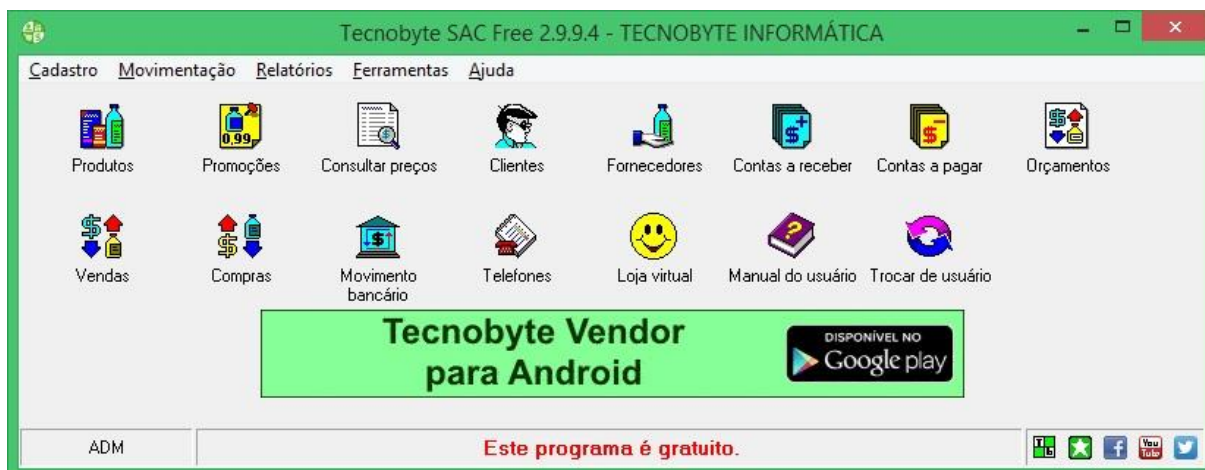 Tecnobyte SAC Free 2.9.9.4 - TECNOBYTE INFORMÁTICA
Cadastro Movimentação Relatórios Ferramentas Ajuda
0,99
Produtos Promoções Consultar preços Clientes Fornecedores Contas a receber Contas a pagar Orçamentos
Vendas Compras Movimento bancário Telefones Loja virtual Manual do usuário Trocar de usuário
Tecnobyte Vendor
para Android
DISPONÍVEL NO
Google play
ADM Este programa é gratuito. You Tube